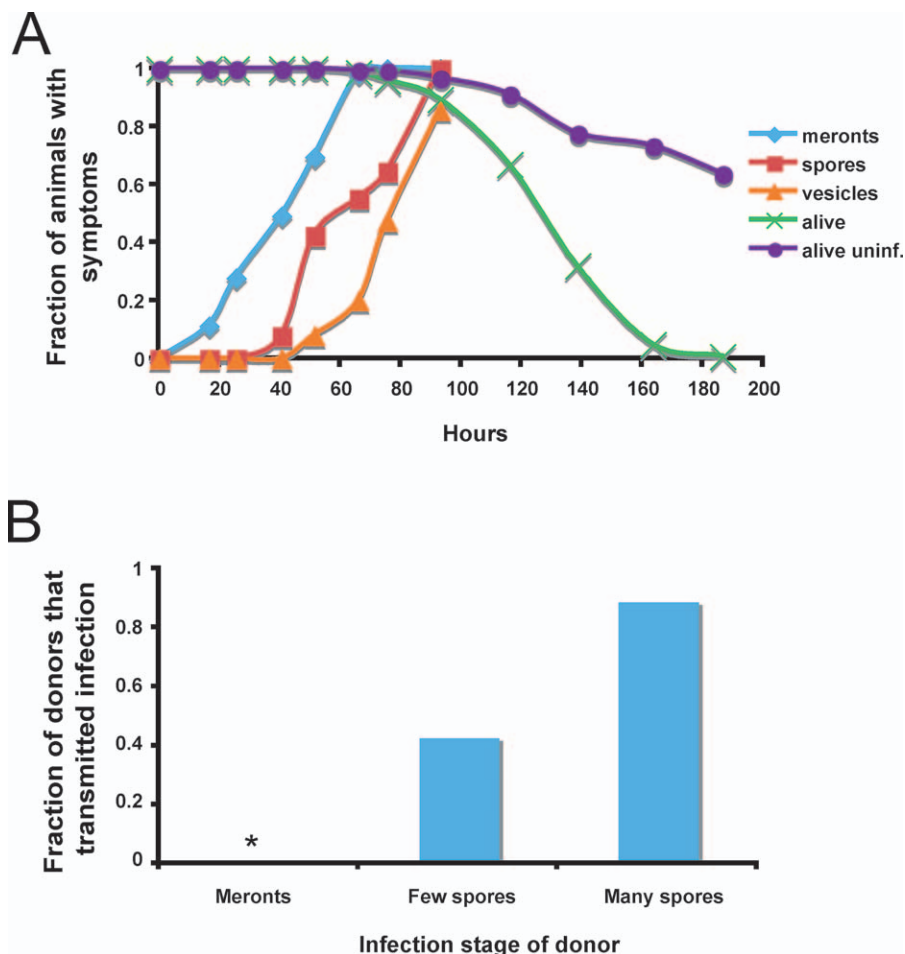 A
Fraction of animals with
symptoms
1
0.8
0.6
0.4
0.2
0
0 20 40 60 80 100 120 140 160 180 200
Hours
meronts
spores
vesicles
alive
alive uninf.
B
Fraction of donors that
transmitted infection
1
0.8
0.6
0.4
0.2
0
*
Meronts Few spores Many spores
Infection stage of donor